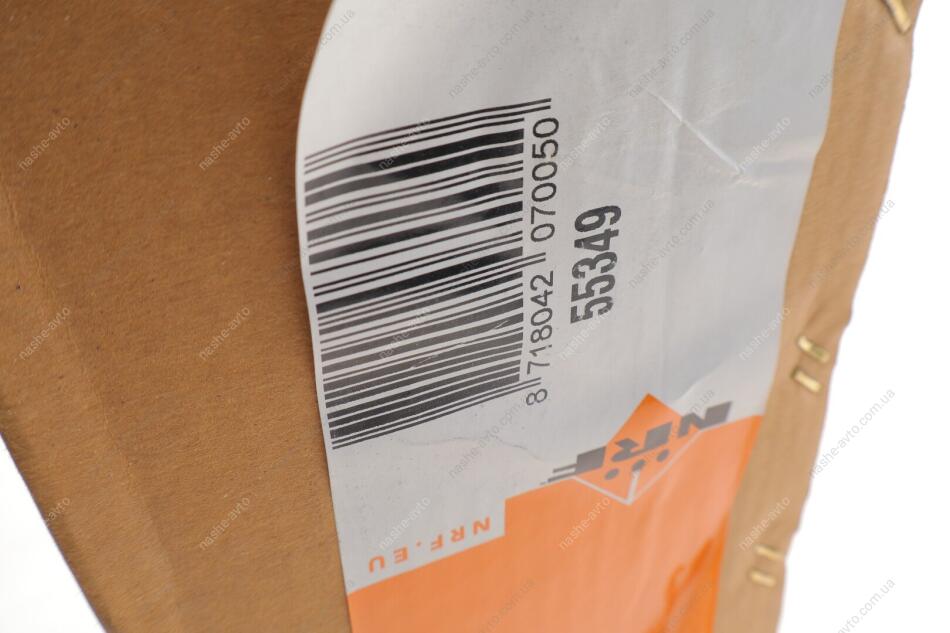 8 718042 070050
55349
NRF
NRF.EU
nashe-avto.com.ua